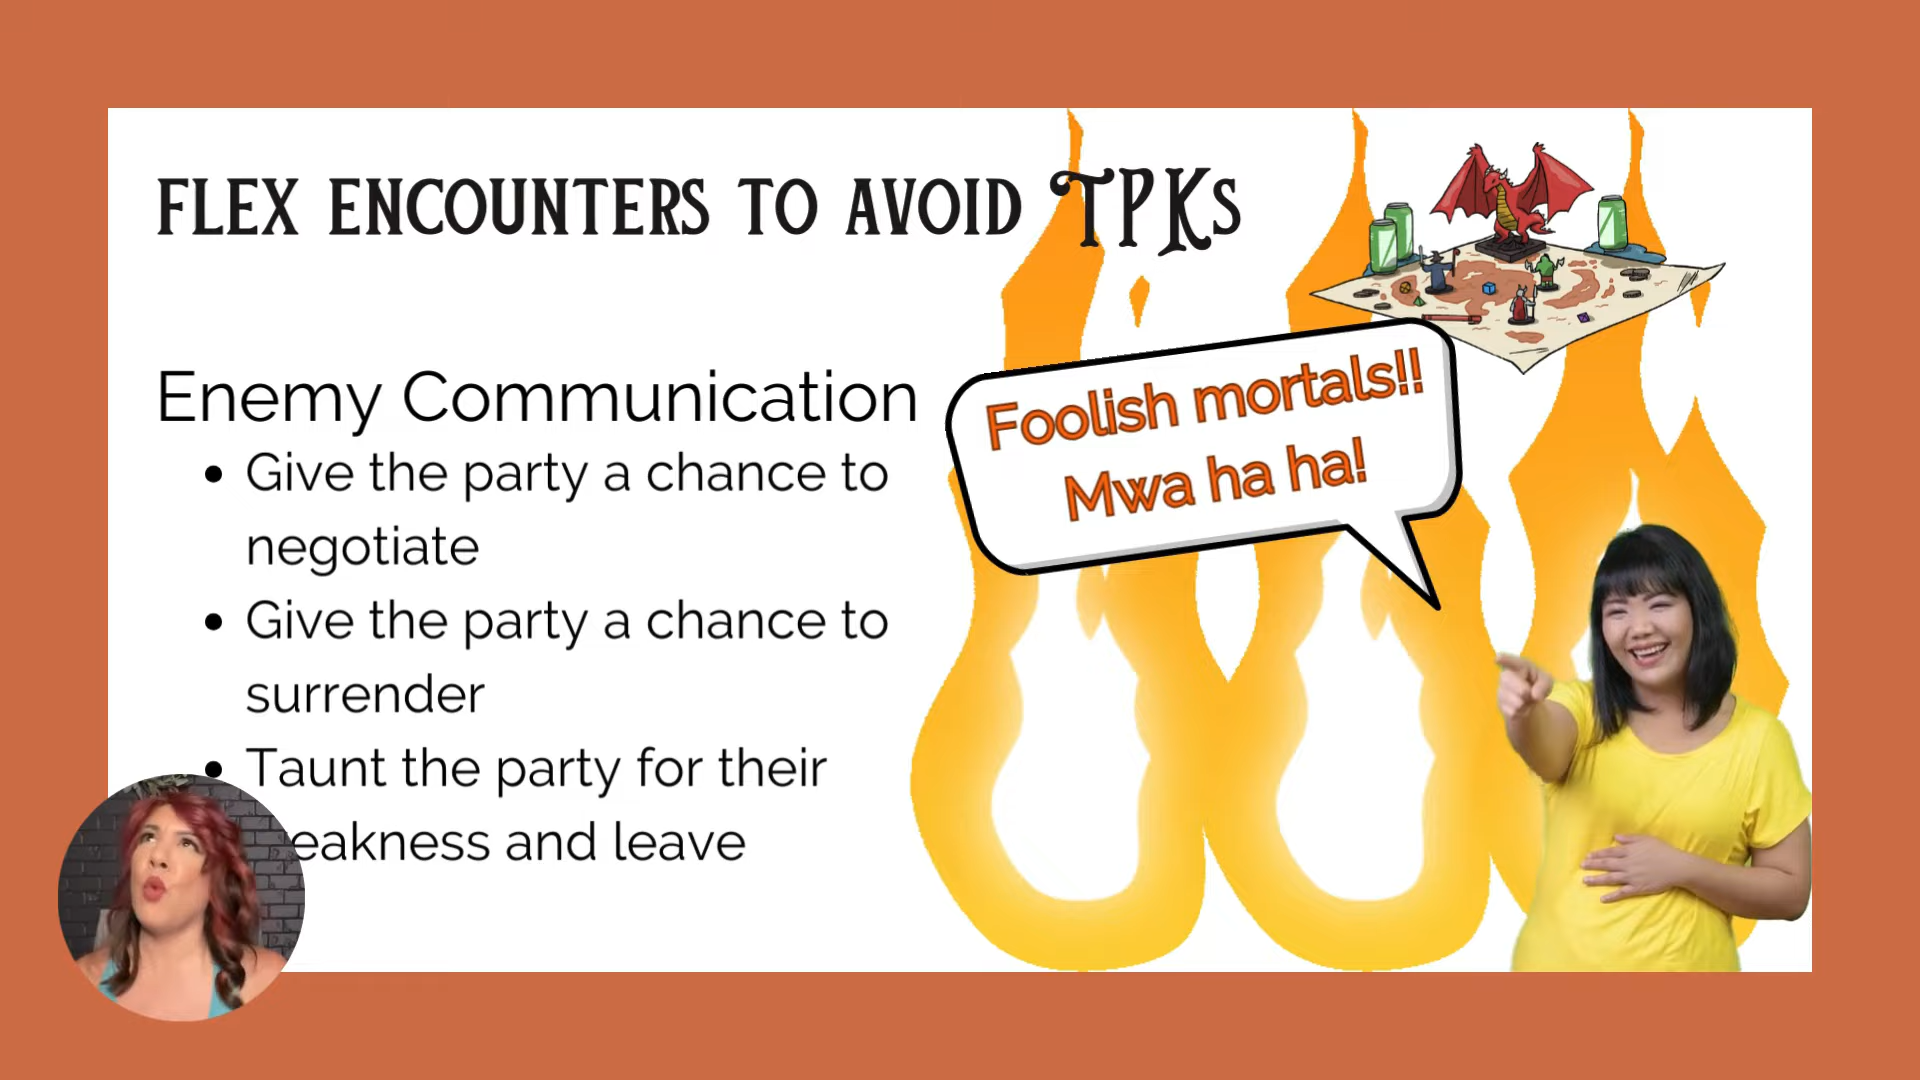 FLEX ENCOUNTERS TO AVOID TPKS
Enemy Communication
• Give the party a chance to
negotiate
• Give the party a chance to
surrender
• Taunt the party for their
eakness and leave
Foolish mortals!!
Mwa ha ha!